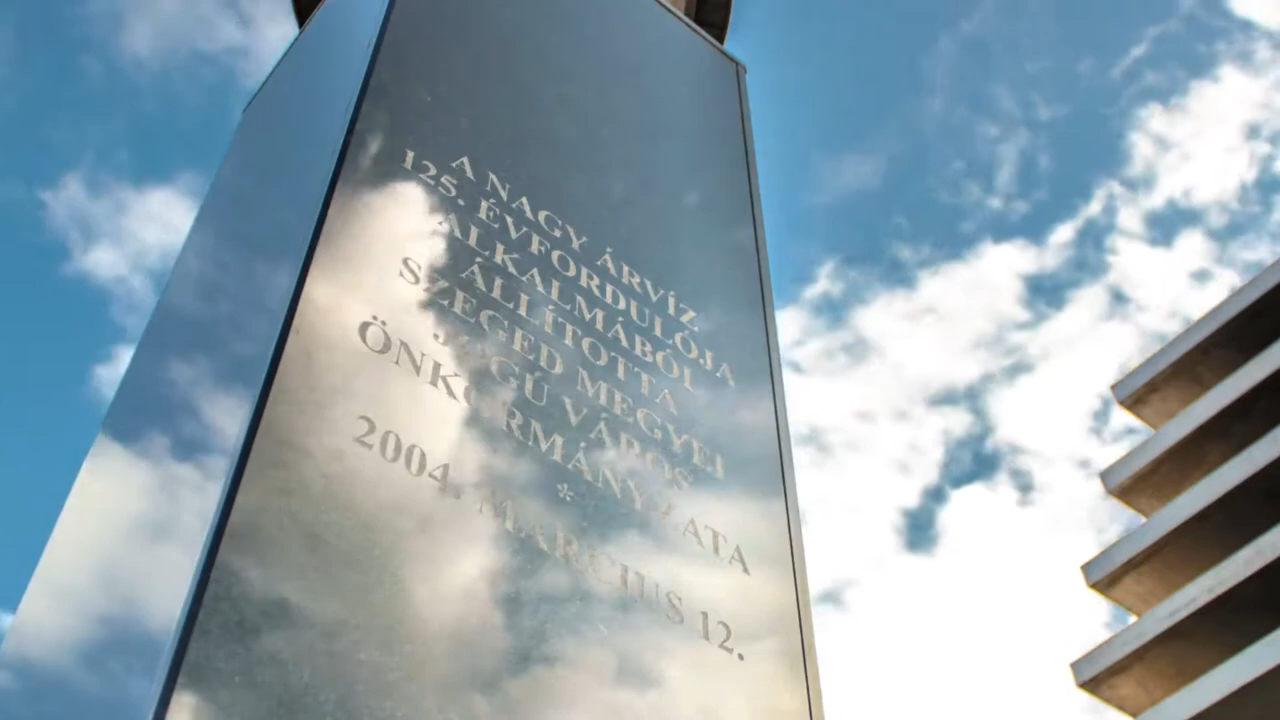 A NAGY ÁRVÍZ
125. ÉVFORDULÓJA
ALKALMÁBÓL
ÁLLÍTOTTA
SZEGED MEGYEI
JOGÚ VÁROS
ÖNKORMÁNYZATA
*
2004. MÁRCIUS 12.